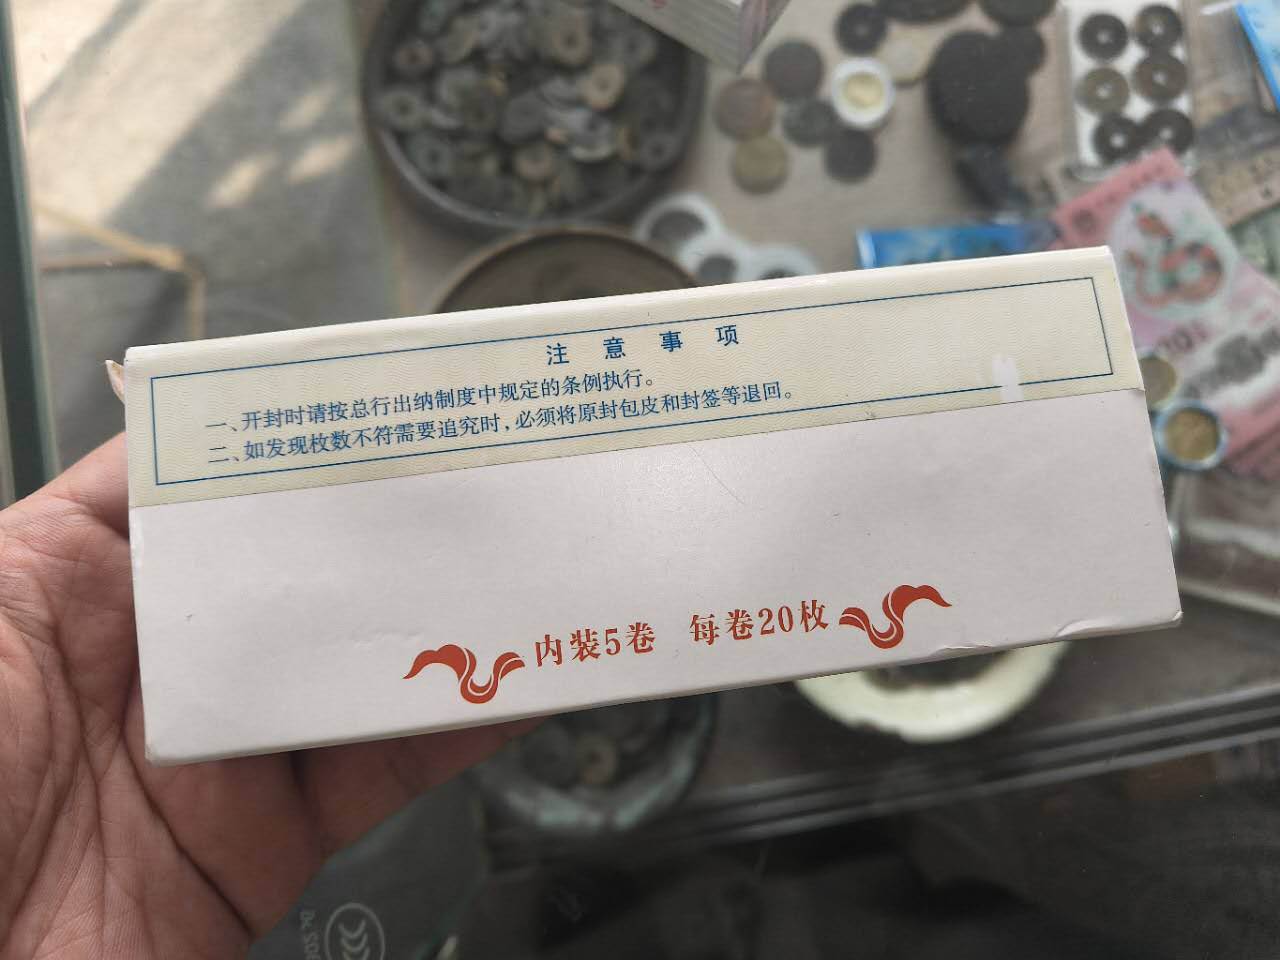 注意事项
一、开封时请按总行出纳制度中规定的条例执行。
二、如发现枚数不符需要追究时,必须将原封包皮和封签等退回。
内装5卷 每卷20枚